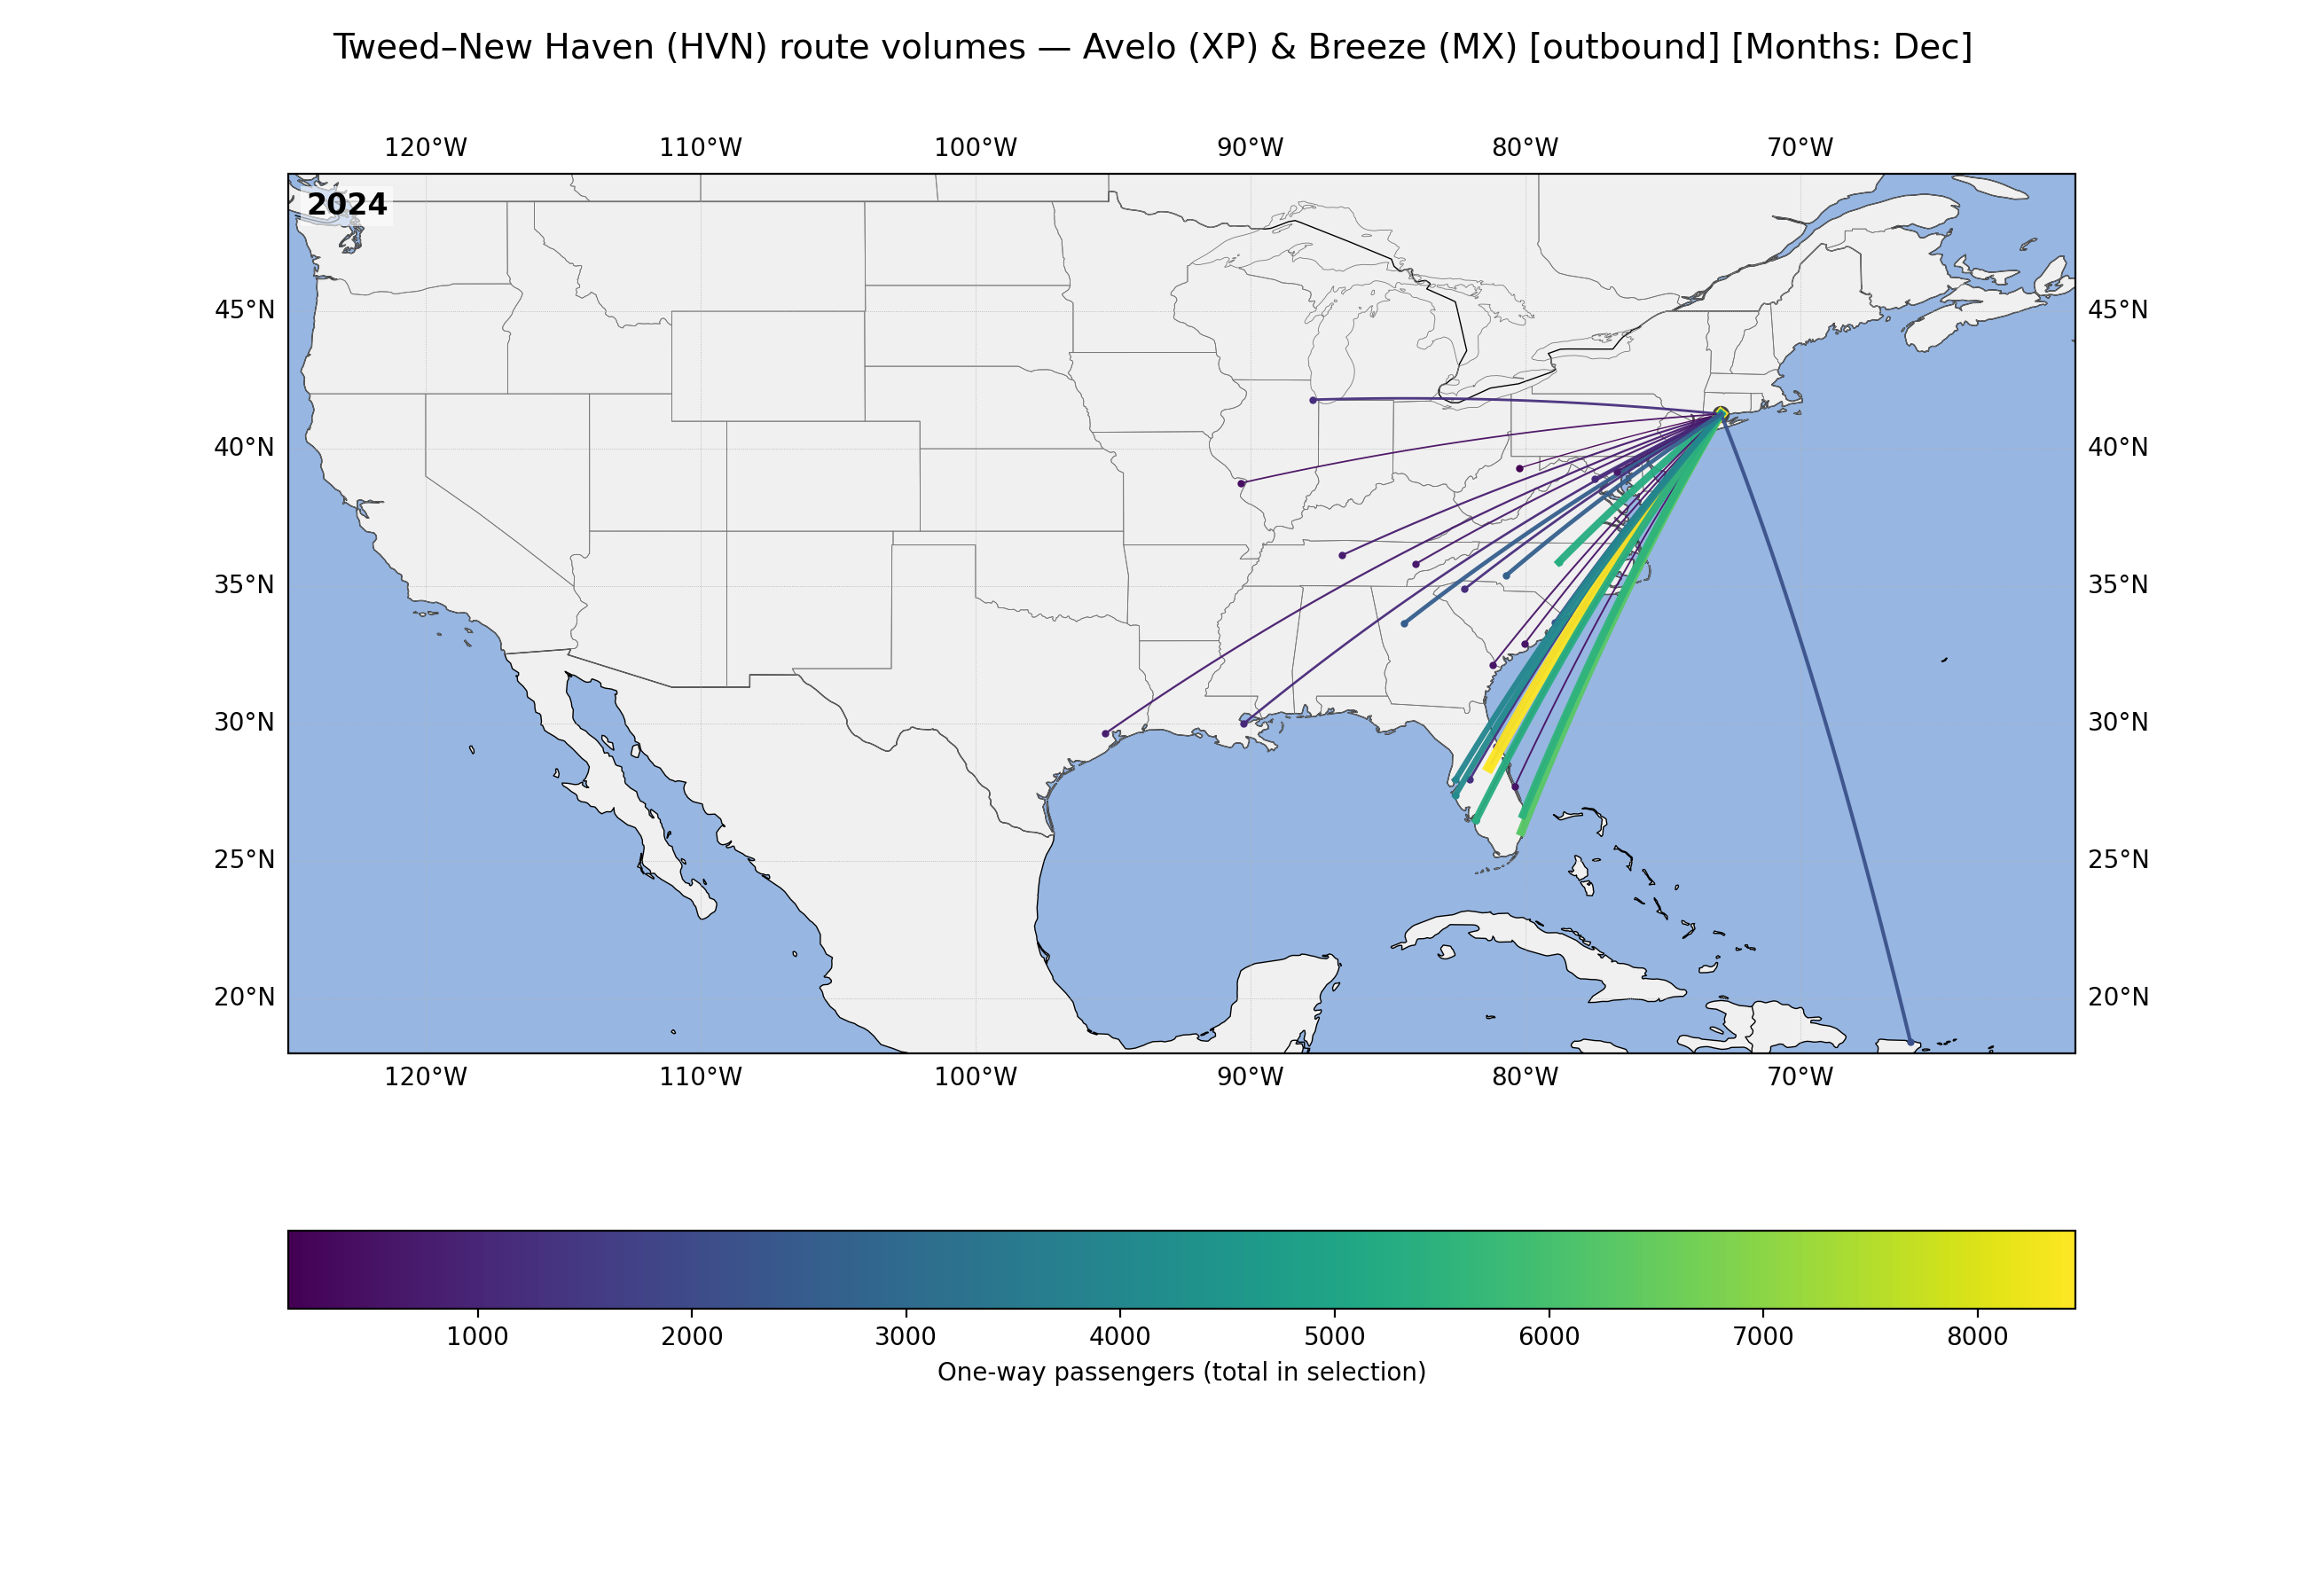 Tweed–New Haven (HVN) route volumes — Avelo (XP) & Breeze (MX) [outbound] [Months: Dec]
120°W 110°W 100°W 90°W 80°W 70°W
2024
45°N 45°N
40°N 40°N
35°N 35°N
30°N 30°N
25°N 25°N
20°N 20°N
120°W 110°W 100°W 90°W 80°W 70°W
1000 2000 3000 4000 5000 6000 7000 8000
One-way passengers (total in selection)